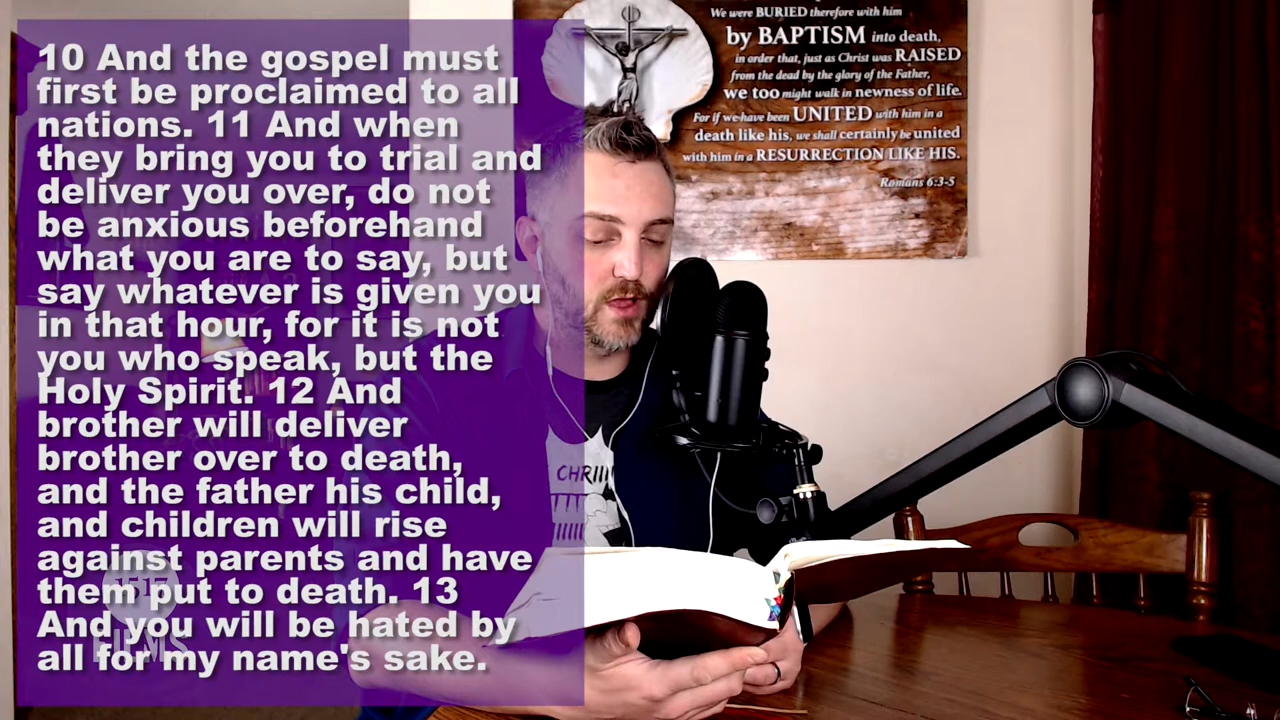 10 And the gospel must
first be proclaimed to all
nations. 11 And when
they bring you to trial and
deliver you over, do not
be anxious beforehand
what you are to say, but
say whatever is given you
in that hour, for it is not
you who speak, but the
Holy Spirit. 12 And
brother will deliver
brother over to death,
and the father his child,
and children will rise
against parents and have
them put to death. 13
And you will be hated by
all for my name's sake.
1517
FILMS
We were BURIED therefore with him
by BAPTISM into death,
in order that, just as Christ was RAISED
from the dead by the glory of the Father,
we too might walk in newness of life.
For if we have been UNITED with him in a
death like his, we shall certainly be united
with him in a RESURRECTION LIKE HIS.
Romans 6:3-5